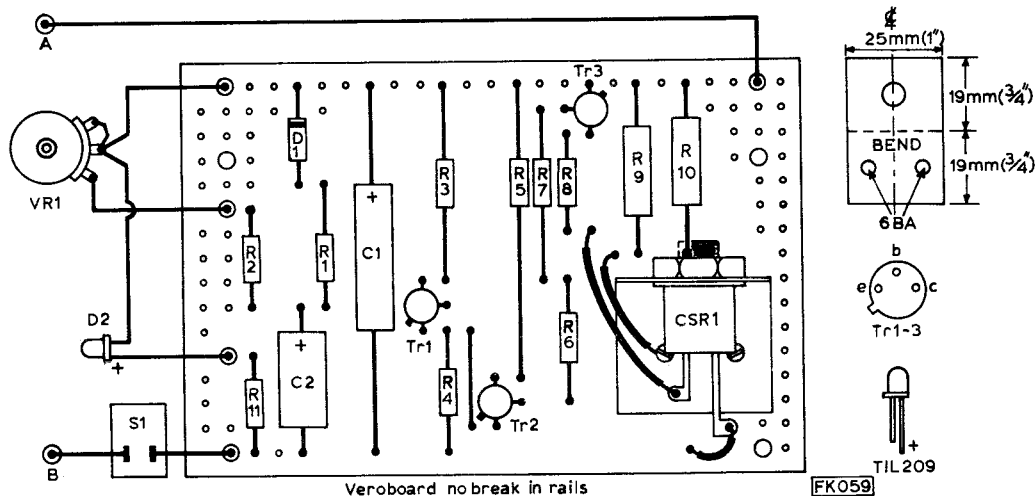 A
VR1
D2
+
S1
B
D1
R2
R1
R11
+
C1
+
C2
R3
Tr1
R4
Tr2
R5
R7
R8
R6
Tr3
R9
R10
CSR1
Veroboard no break in rails
FK059
℄
25mm(1")
19mm(3/4")
BEND
19mm(3/4")
6BA
b
e c
Tr1-3
+
TIL209